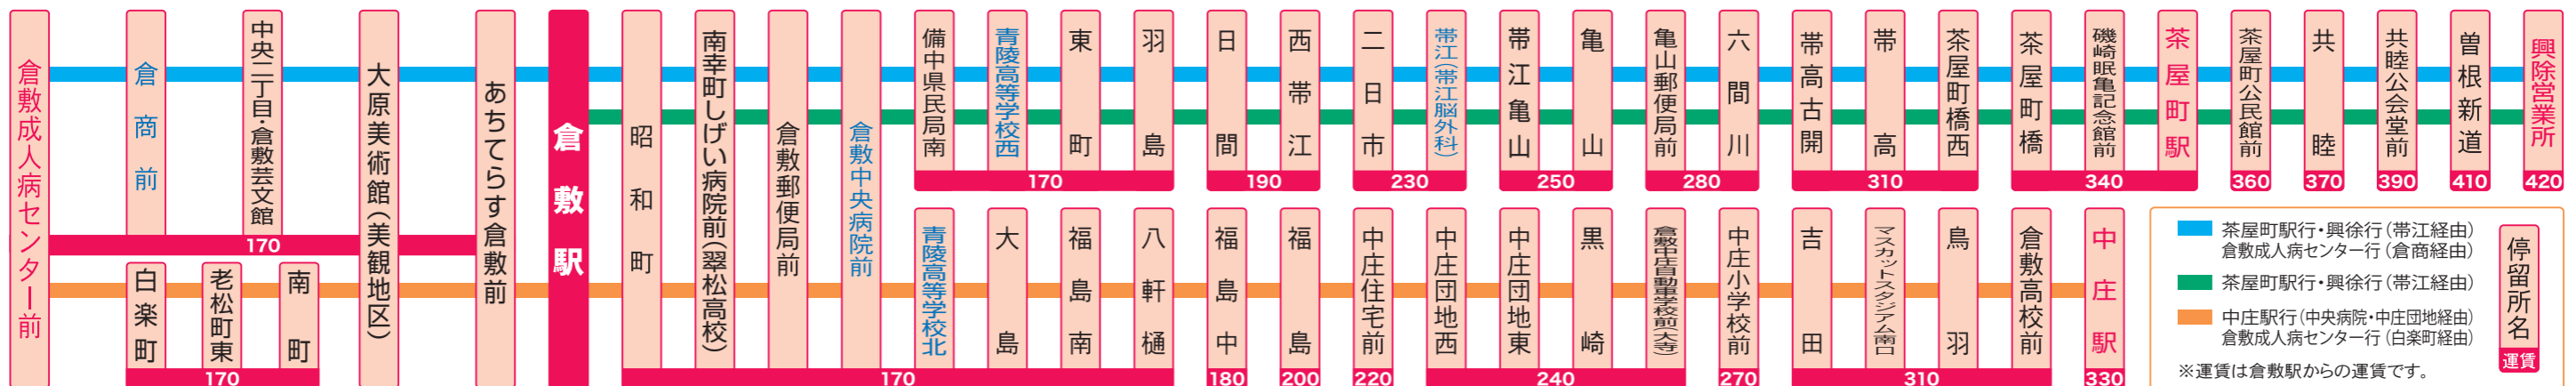 倉敷成人病センター前
倉商前
中央二丁目・倉敷芸文館
170
白楽町
老松町東
南町
170
大原美術館(美観地区)
あちてらす倉敷前
倉敷駅
昭和町
南幸町しげい病院前(翠松高校)
倉敷郵便局前
倉敷中央病院前
備中県民局南
青陵高等学校西
東町
羽島
170
日間
西帯江
190
二日市
帯江(帯江脳外科)
230
帯江亀山
亀山
250
亀山郵便局前
六間川
280
帯高古開
帯高
茶屋町橋西
310
茶屋町橋
磯崎眠亀記念館前
茶屋町駅
340
茶屋町公民館前
360
共睦
370
共睦公会堂前
390
曽根新道
410
興除営業所
420
青陵高等学校北
大島
福島南
八軒樋
170
福島中
180
福島
200
中庄住宅前
220
中庄団地西
中庄団地東
黒崎
倉敷中庄自動車学校前(大寺)
240
中庄小学校前
270
吉田
マスカットスタジアム南口
鳥羽
倉敷高校前
310
中庄駅
330
茶屋町駅行・興徐行(帯江経由)
倉敷成人病センター行(倉商経由)
茶屋町駅行・興徐行(帯江経由)
中庄駅行(中央病院・中庄団地経由)
倉敷成人病センター行(白楽町経由)
※運賃は倉敷駅からの運賃です。
停留所名
運賃